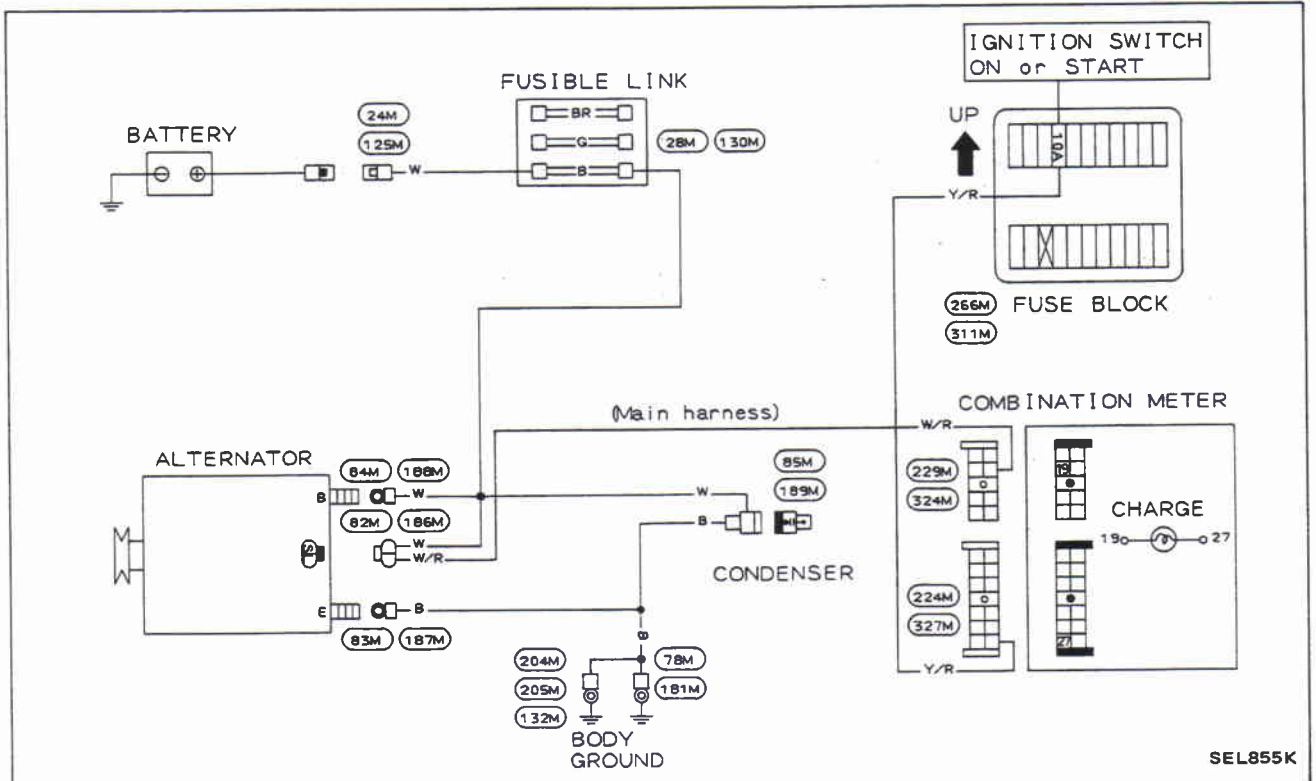 IGNITION SWITCH
ON or START
FUSIBLE LINK
BR
G
B
28M 130M
UP
10A
Y/R
BATTERY
24M
125M
W
266M
311M
FUSE BLOCK
(Main harness)
COMBINATION METER
W/R
229M
324M
19
CHARGE
19 27
224M
327M
27
Y/R
ALTERNATOR
84M 188M
B
W
82M 186M
W
W/R
E
B
83M 187M
85M
189M
W
B
CONDENSER
B
204M
205M
132M
78M
181M
BODY
GROUND
SEL855K